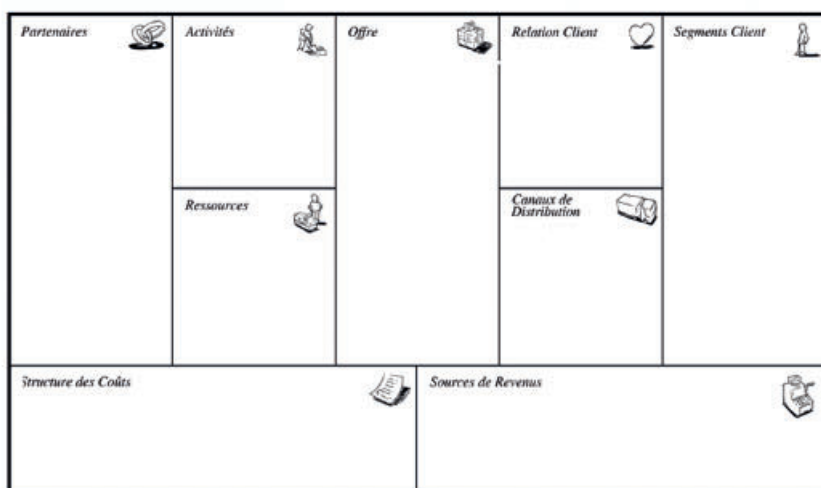 Partenaires
Activités
Offre
Relation Client
Segments Client
Ressources
Canaux de
Distribution
Structure des Coûts
Sources de Revenus